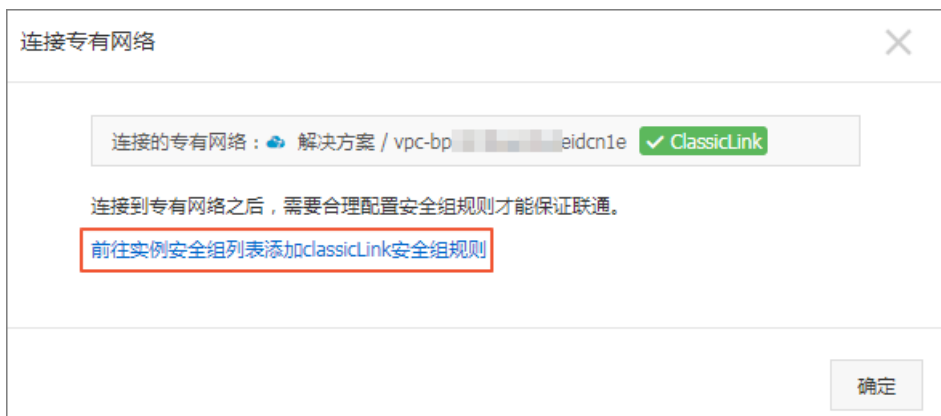 连接专有网络
连接的专有网络: 解决方案 / vpc-bp eidcn1e ClassicLink
连接到专有网络之后，需要合理配置安全组规则才能保证联通。
前往实例安全组列表添加classicLink安全组规则
确定